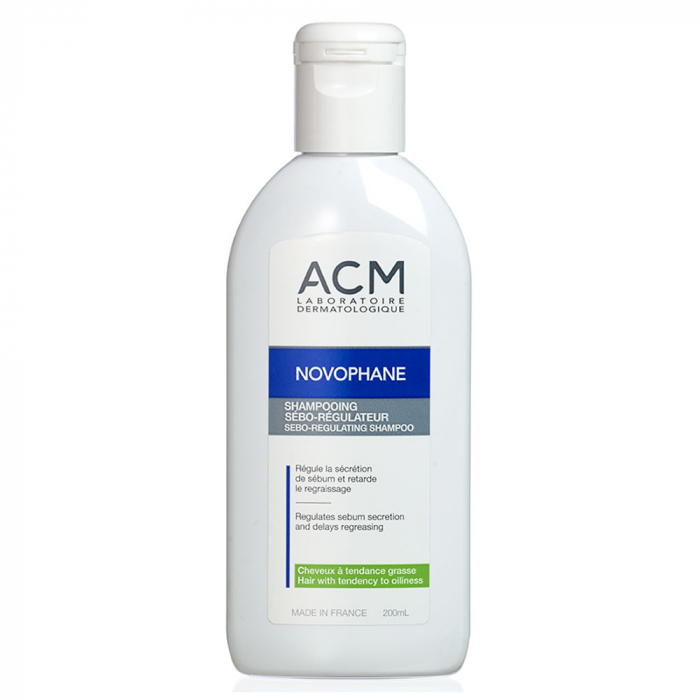 ACM
LABORATOIRE
DERMATOLOGIQUE
NOVOPHANE
SHAMPOOING
SÉBO-RÉGULATEUR
SEBO-REGULATING SHAMPOO
Régule la sécrétion
de sébum et retarde
le regraissage
Regulates sebum secretion
and delays regreasing
Cheveux à tendance grasse
Hair with tendency to oiliness
MADE IN FRANCE 200mL